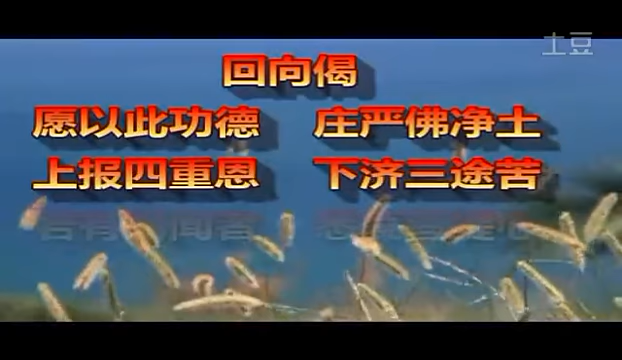 土豆
回向偈
愿以此功德 庄严佛净土
上报四重恩 下济三途苦